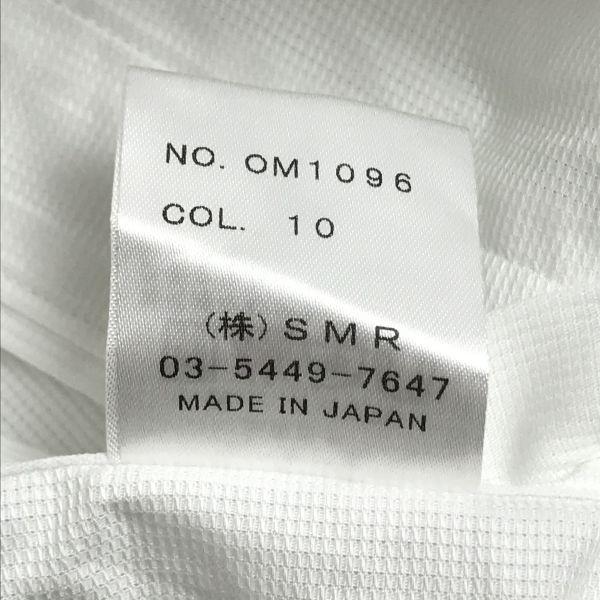 NO. OM1096
COL. 10
(株)SMR
03-5449-7647
MADE IN JAPAN